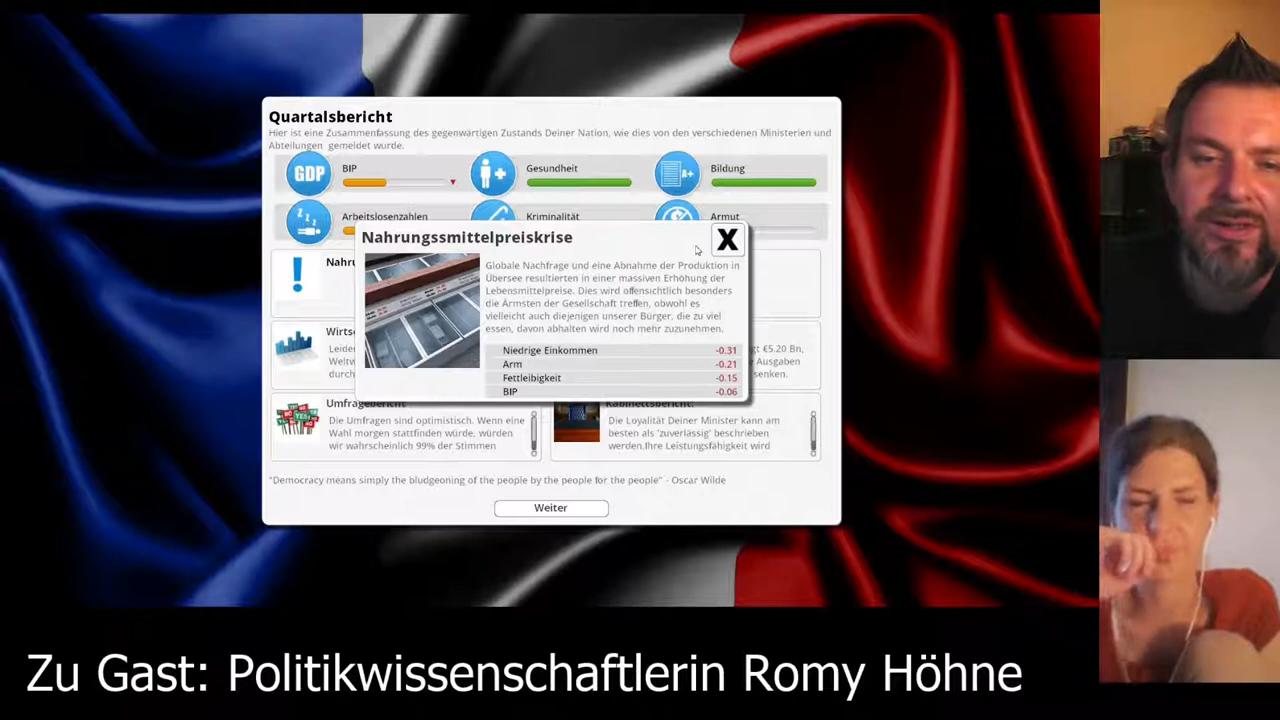 Quartalsbericht
Hier ist eine Zusammenfassung des gegenwärtigen Zustands Deiner Nation, wie dies von den verschiedenen Ministerien und
Abteilungen gemeldet wurde.
GDP
BIP
Gesundheit
A+
Bildung
Arbeitslosenzahlen
Kriminalität
Armut
Nahrungssmittelpreiskrise
X
Globale Nachfrage und eine Abnahme der Produktion in
Übersee resultierten in einer massiven Erhöhung der
Lebensmittelpreise. Dies wird offensichtlich besonders
die Ärmsten der Gesellschaft treffen, obwohl es
vielleicht auch diejenigen unserer Bürger, die zu viel
essen, davon abhalten wird noch mehr zuzunehmen.
Niedrige Einkommen -0.31
Arm -0.21
Fettleibigkeit -0.15
BIP -0.06
Nahru
Wirts
Leide
Weltw
durch
gt €5.20 Bn,
Ausgaben
senken.
Umfragebericht
Die Umfragen sind optimistisch. Wenn eine
Wahl morgen stattfinden würde, würden
wir wahrscheinlich 99% der Stimmen
Kabinettsbericht:
Die Loyalität Deiner Minister kann am
besten als 'zuverlässig' beschrieben
werden.Ihre Leistungsfähigkeit wird
"Democracy means simply the bludgeoning of the people by the people for the people" - Oscar Wilde
Weiter
Zu Gast: Politikwissenschaftlerin Romy Höhne